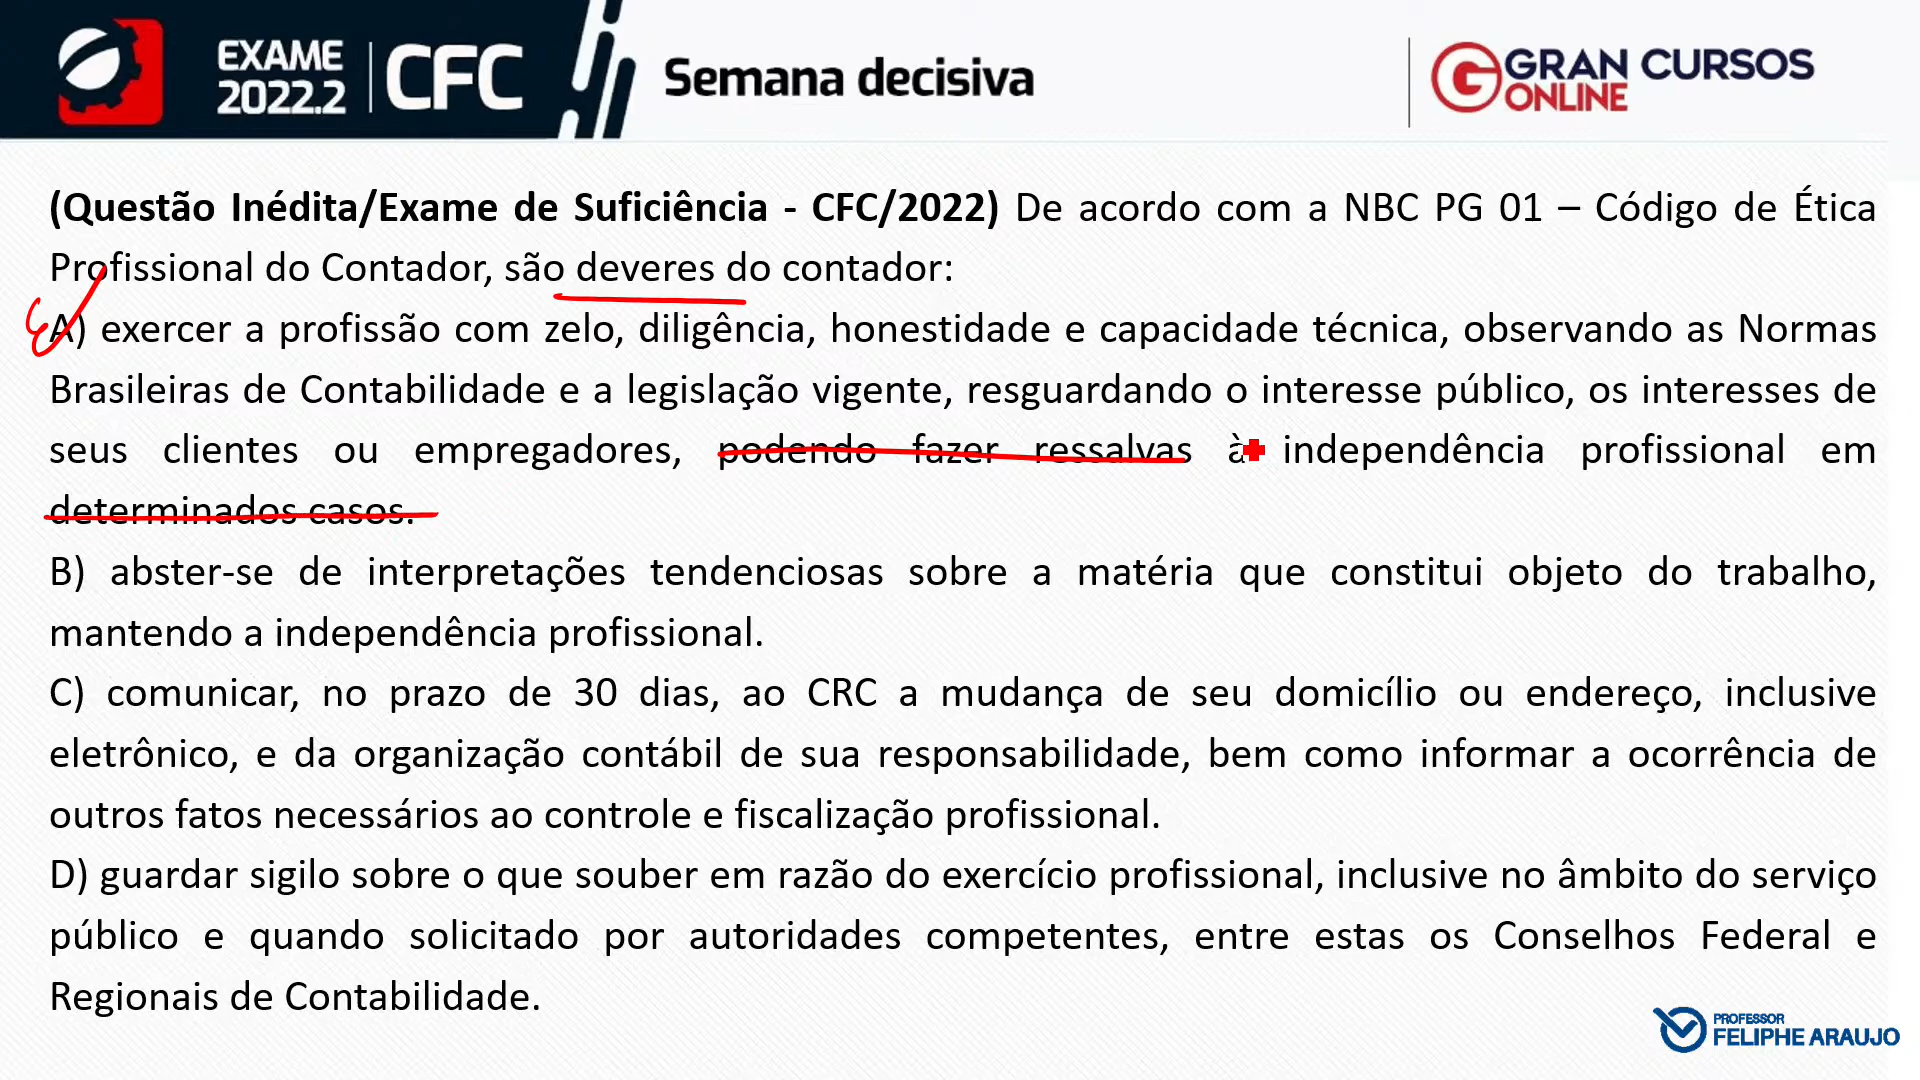 EXAME
2022.2
CFC
Semana decisiva
GRAN CURSOS
ONLINE
(Questão Inédita/Exame de Suficiência - CFC/2022) De acordo com a NBC PG 01 – Código de Ética
Profissional do Contador, são deveres do contador:
A) exercer a profissão com zelo, diligência, honestidade e capacidade técnica, observando as Normas
Brasileiras de Contabilidade e a legislação vigente, resguardando o interesse público, os interesses de
seus clientes ou empregadores, podendo fazer ressalvas à independência profissional em
determinados casos.
B) abster-se de interpretações tendenciosas sobre a matéria que constitui objeto do trabalho,
mantendo a independência profissional.
C) comunicar, no prazo de 30 dias, ao CRC a mudança de seu domicílio ou endereço, inclusive
eletrônico, e da organização contábil de sua responsabilidade, bem como informar a ocorrência de
outros fatos necessários ao controle e fiscalização profissional.
D) guardar sigilo sobre o que souber em razão do exercício profissional, inclusive no âmbito do serviço
público e quando solicitado por autoridades competentes, entre estas os Conselhos Federal e
Regionais de Contabilidade.
PROFESSOR
FELIPHE ARAUJO